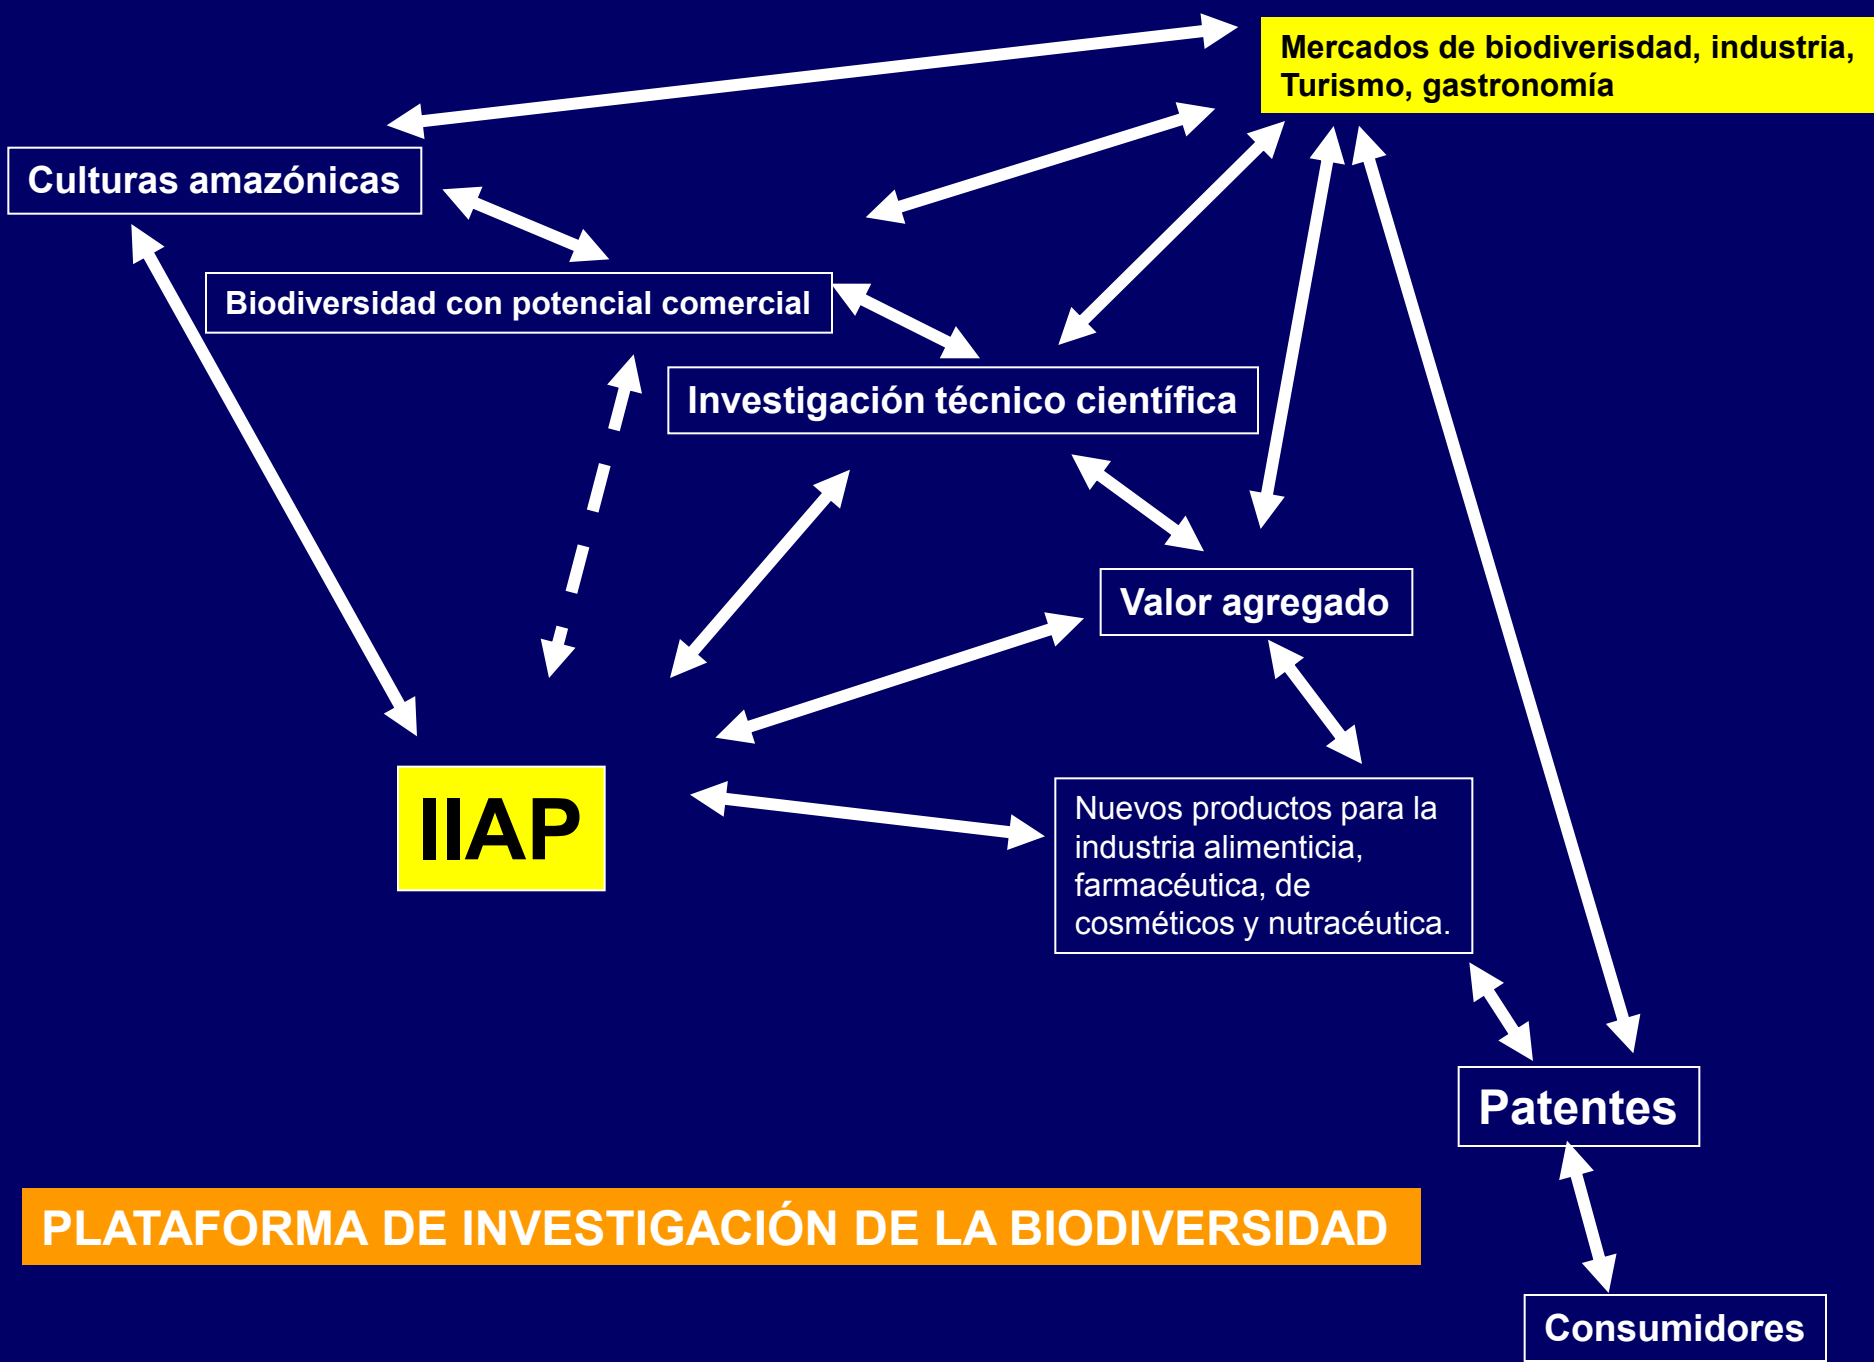 Mercados de biodiverisdad, industria,
Turismo, gastronomía
Culturas amazónicas
Biodiversidad con potencial comercial
Investigación técnico científica
Valor agregado
IIAP
Nuevos productos para la
industria alimenticia,
farmacéutica, de
cosméticos y nutracéutica.
Patentes
PLATAFORMA DE INVESTIGACIÓN DE LA BIODIVERSIDAD
Consumidores